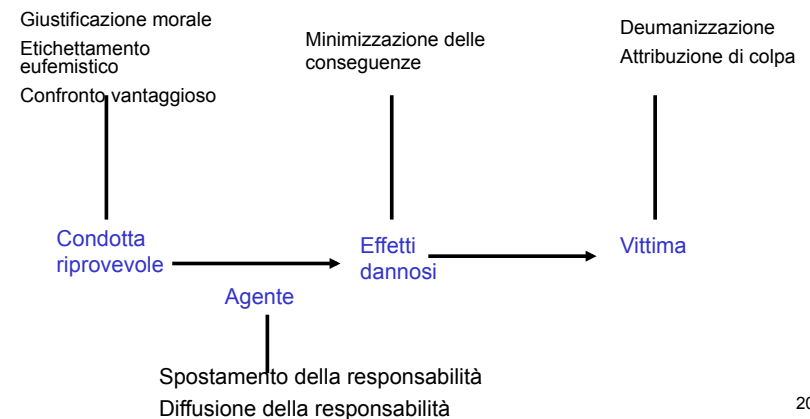 Giustificazione morale
Etichettamento
eufemistico
Confronto vantaggioso
Minimizzazione delle
conseguenze
Deumanizzazione
Attribuzione di colpa
Condotta
riprovevole
Agente
Effetti
dannosi
Vittima
Spostamento della responsabilità
Diffusione della responsabilità
20